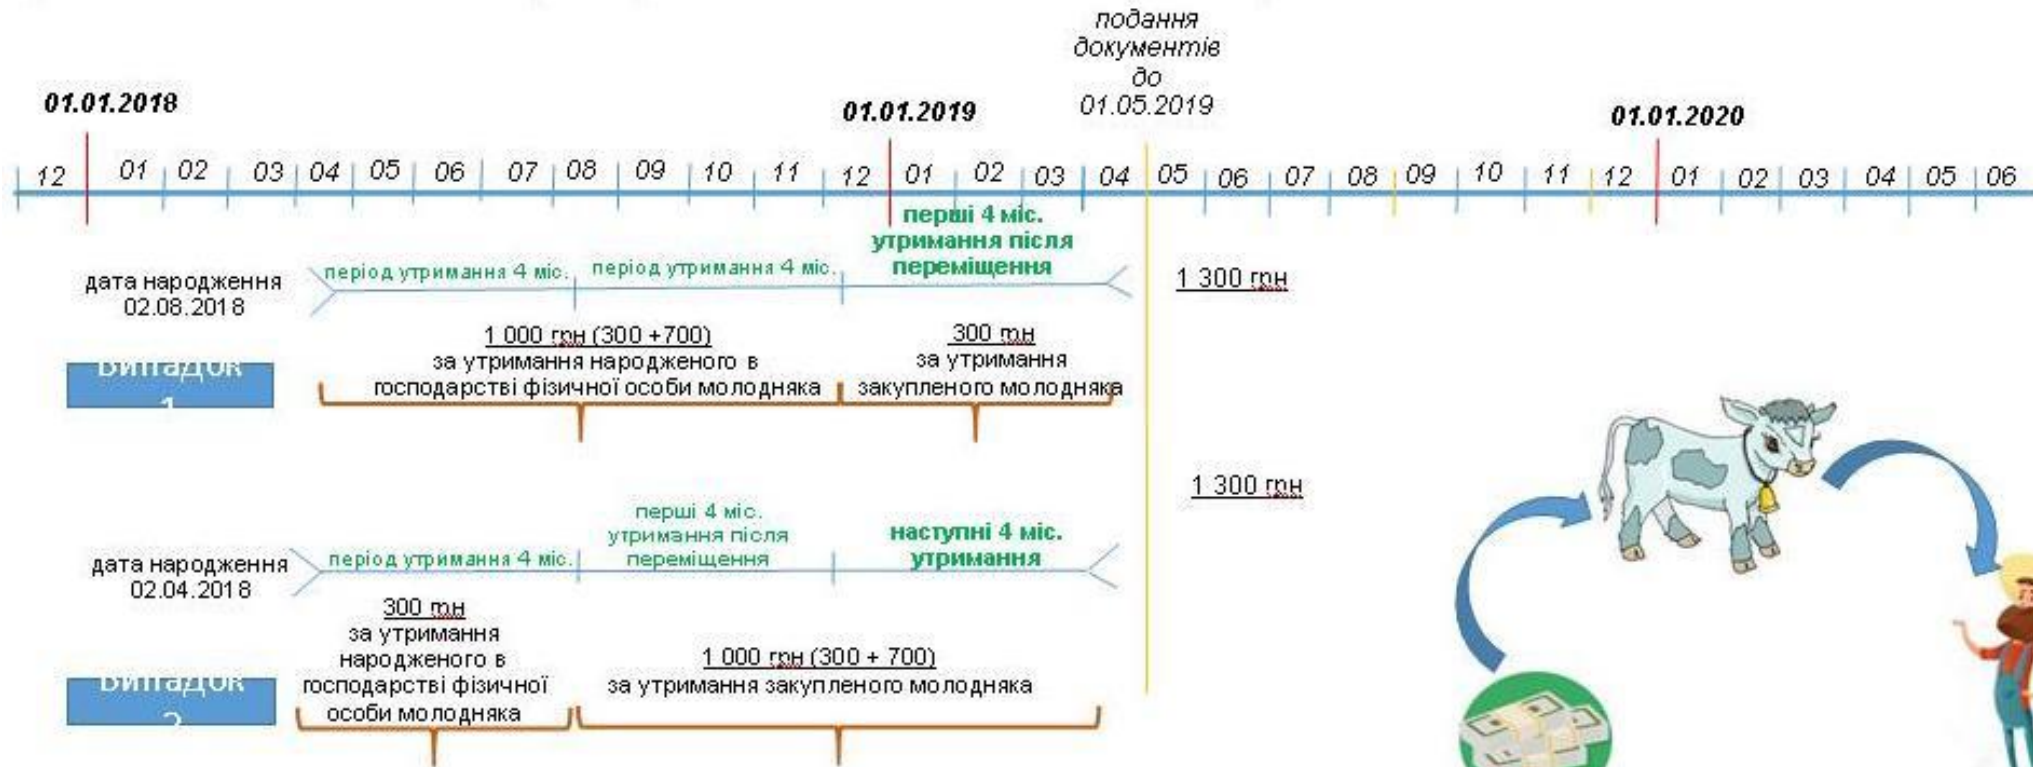 подання
документів
до
01.05.2019
01.01.2018
01.01.2019
01.01.2020
12 01 02 03 04 05 06 07 08 09 10 11 12 01 02 03 04 05 06 07 08 09 10 11 12 01 02 03 04 05 06
дата народження
02.08.2018
період утримання 4 міс.
період утримання 4 міс.
перші 4 міс.
утримання після
переміщення
1 300 грн
1 000 грн (300 +700)
за утримання народженого в
господарстві фізичної особи молодняка
300 грн
за утримання
закупленого молодняка
Випадок
1
дата народження
02.04.2018
період утримання 4 міс.
перші 4 міс.
утримання після
переміщення
наступні 4 міс.
утримання
1 300 грн
300 грн
за утримання
народженого в
господарстві фізичної
особи молодняка
1 000 грн (300 + 700)
за утримання закупленого молодняка
Випадок
2